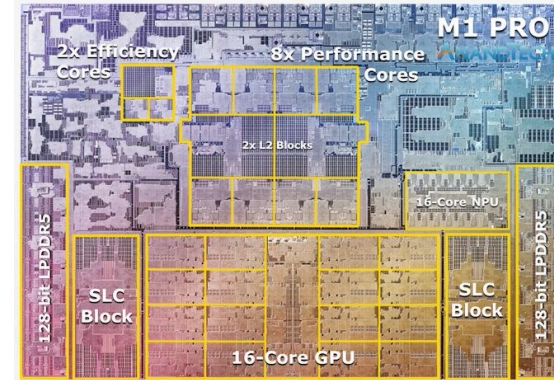 M1 PRO
ANANDTECH
2x Efficiency
Cores
8x Performance
Cores
2x L2 Blocks
16-Core NPU
128-bit LPDDR5
SLC
Block
16-Core GPU
SLC
Block
128-bit LPDDR5